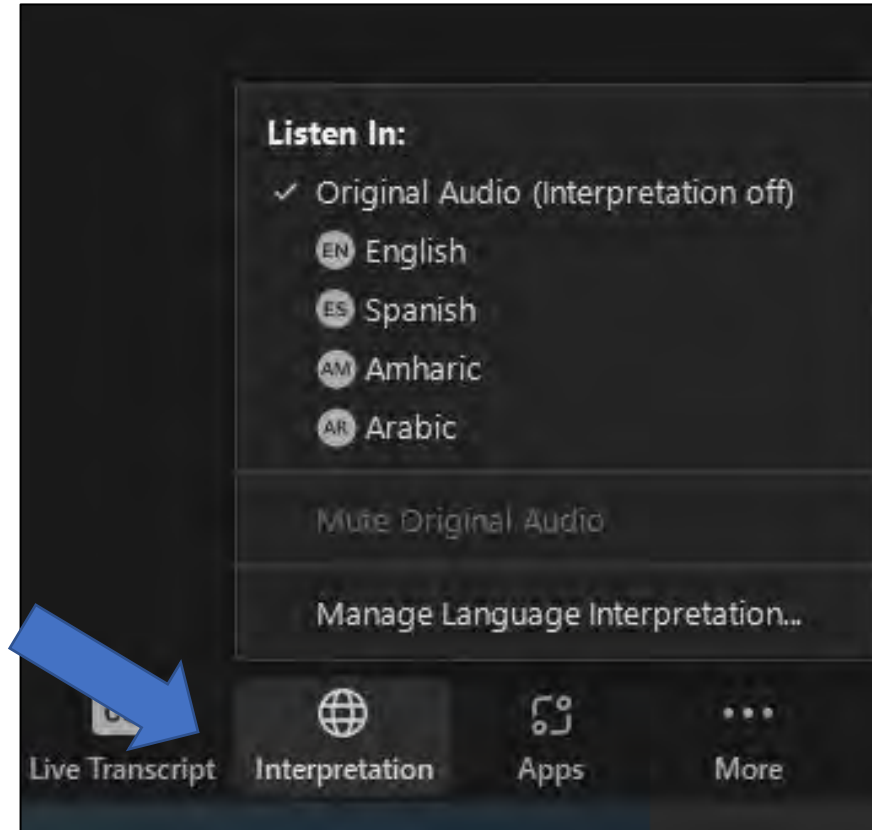 Listen In:
✓ Original Audio (Interpretation off)
EN English
ES Spanish
AM Amharic
AR Arabic
Mute Original Audio
Manage Language Interpretation...
Live Transcript Interpretation Apps More